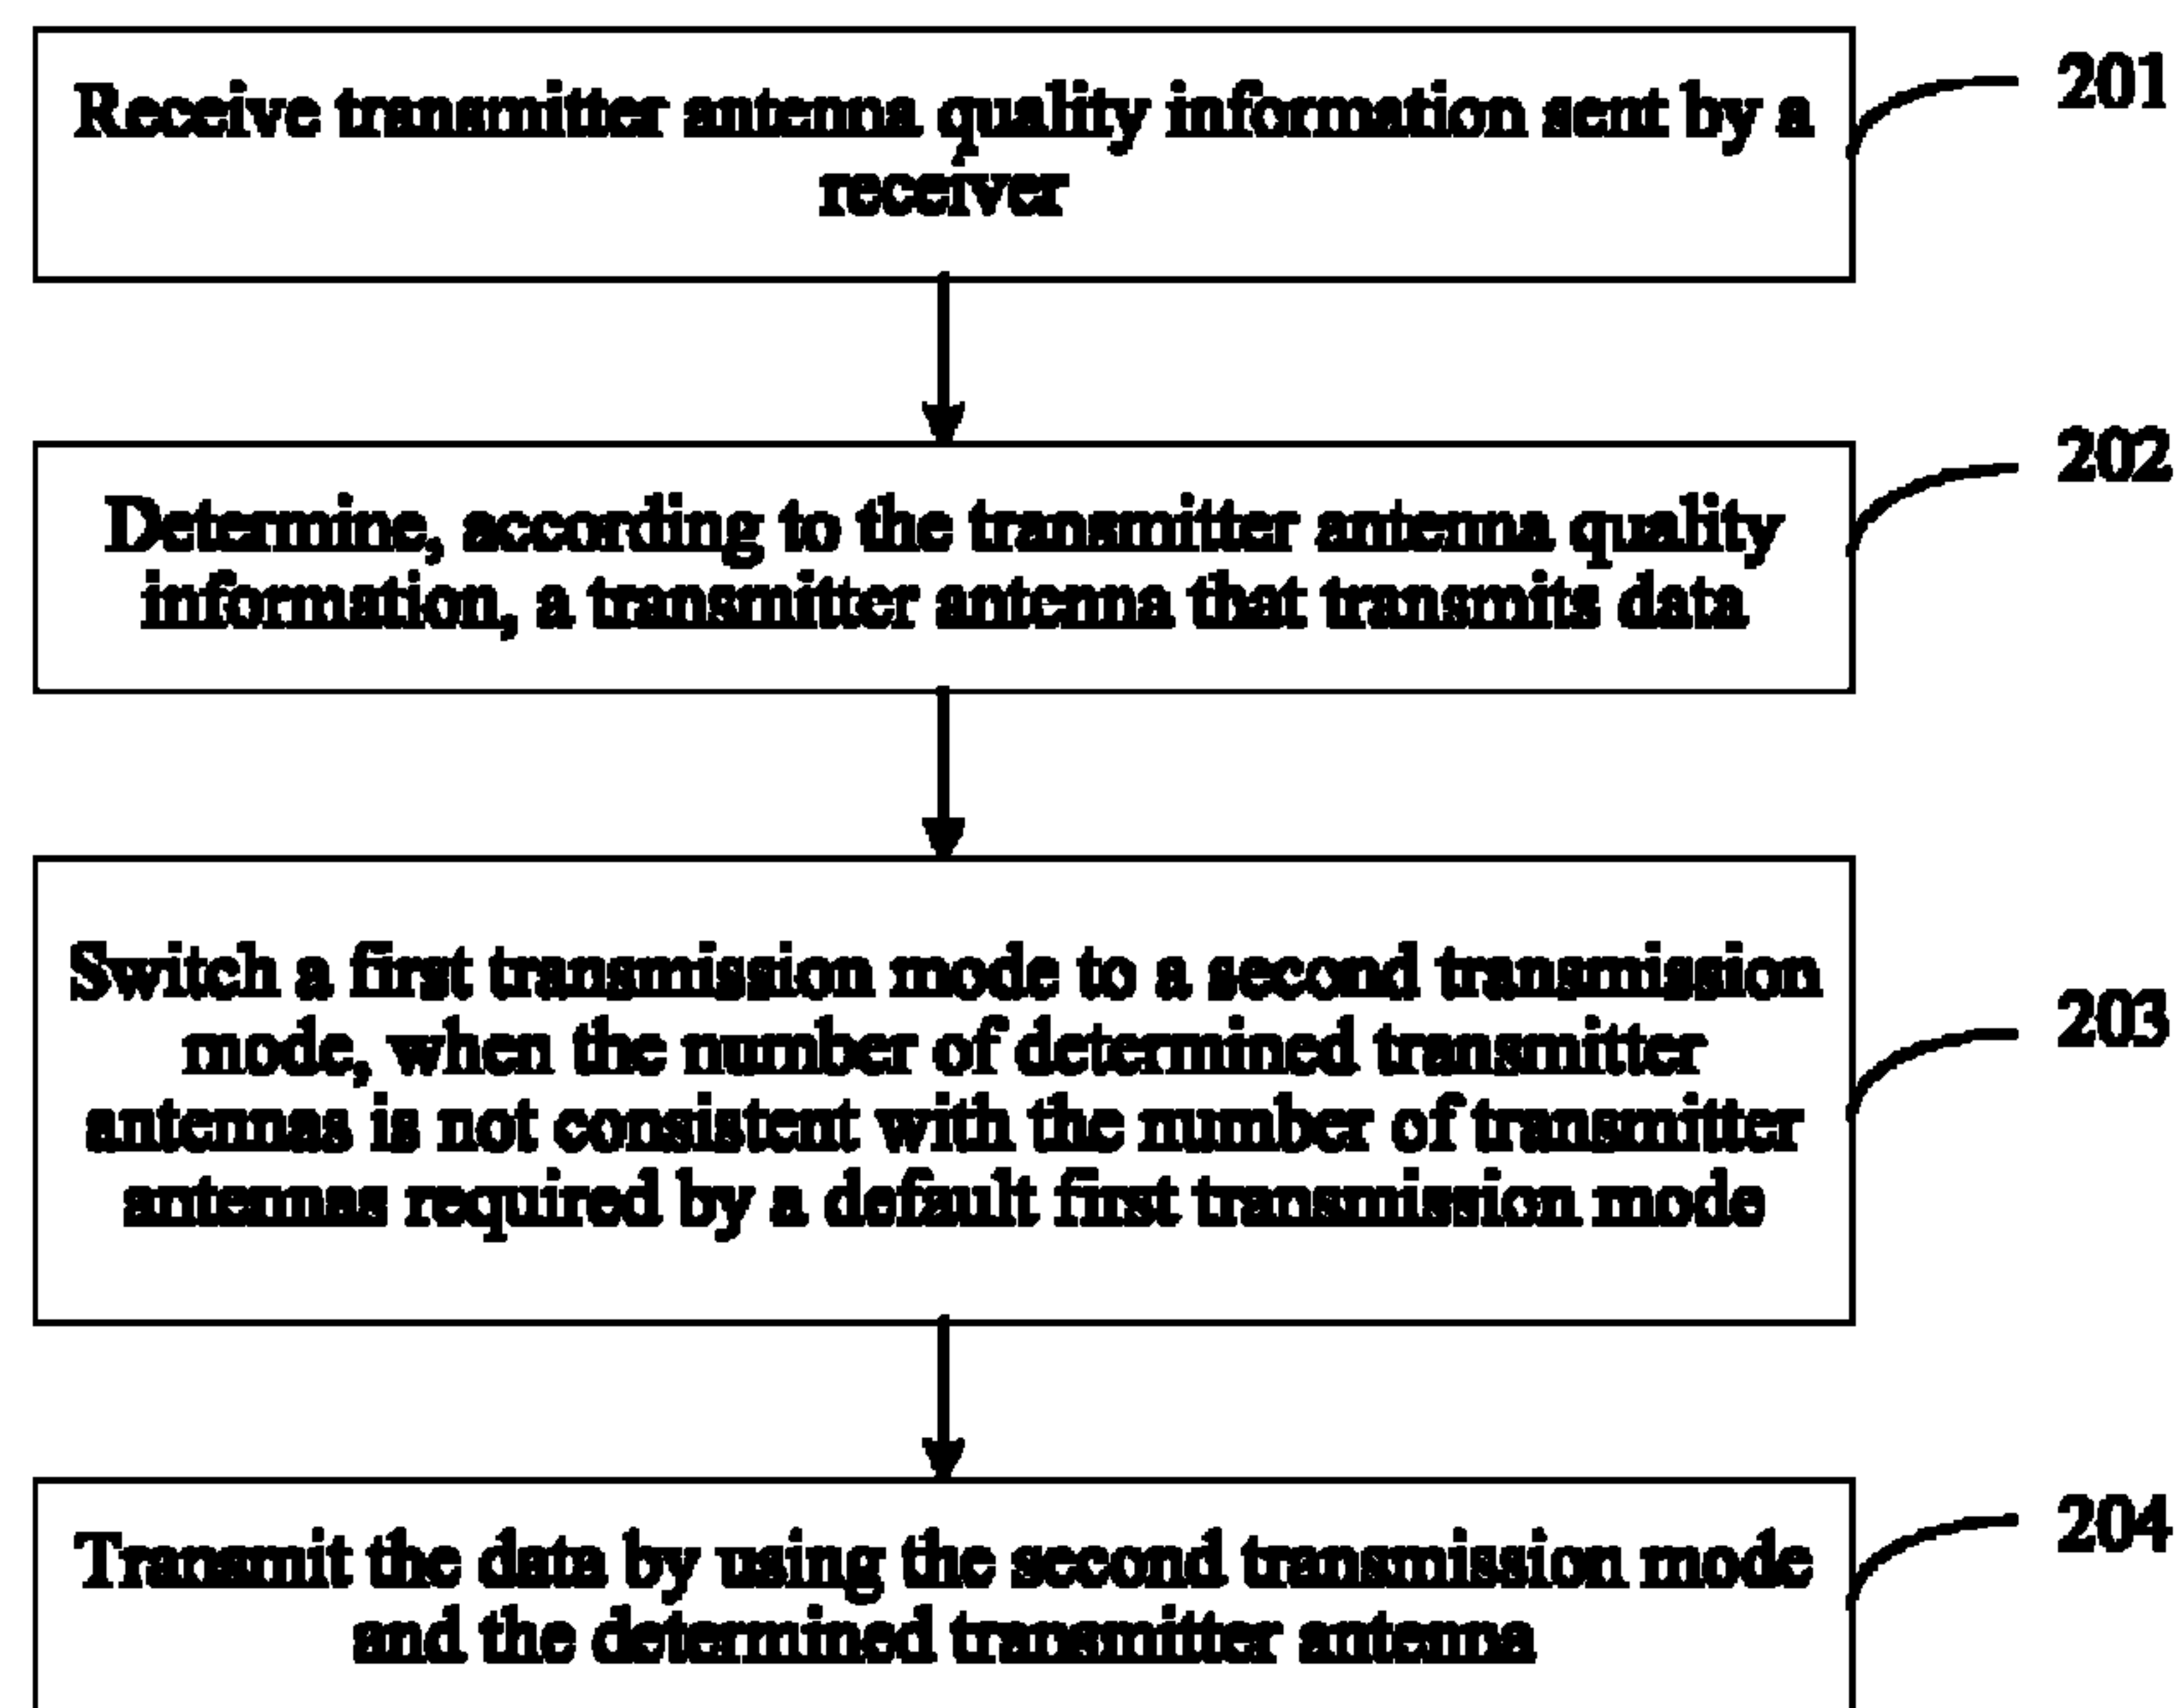 Receive transmitter antenna quality information sent by a
receiver
201
Determine, according to the transmitter antenna quality
information, a transmitter antenna that transmits data
202
Switch a first transmission mode to a second transmission
mode, when the number of determined transmitter
antennas is not consistent with the number of transmitter
antennas required by a default first transmission mode
203
Transmit the data by using the second transmission mode
and the determined transmitter antenna
204